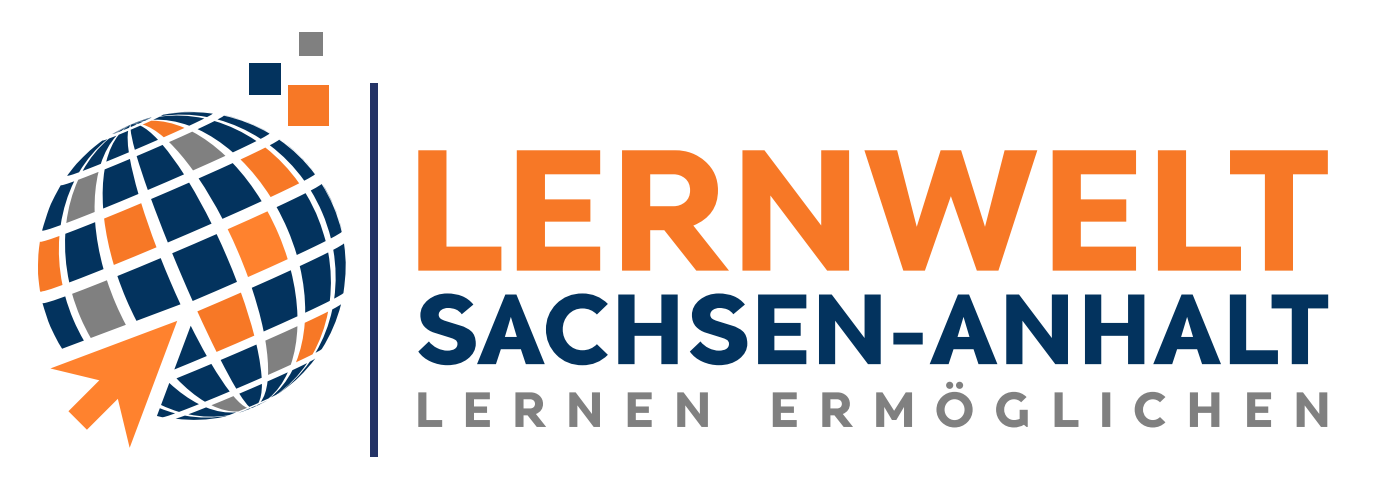 LERNWELT
SACHSEN-ANHALT
LERNEN ERMÖGLICHEN